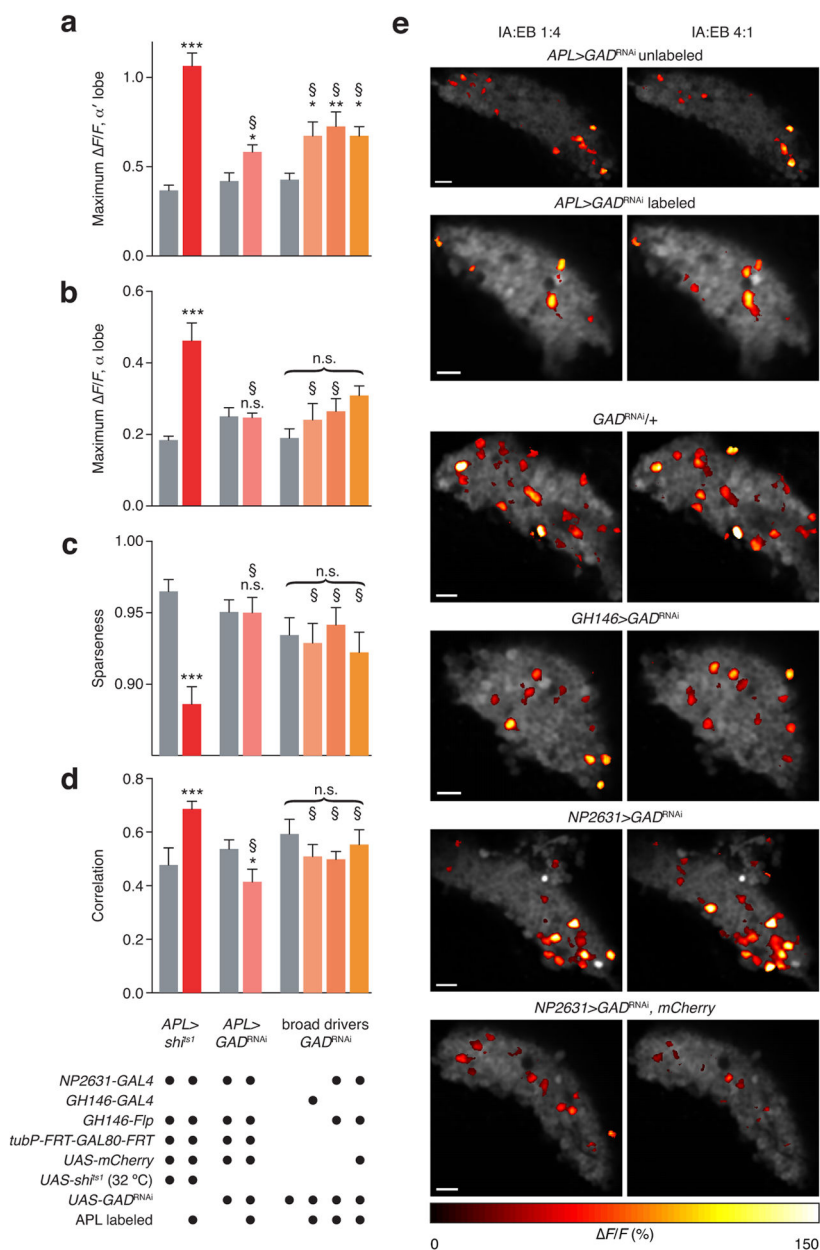 a
Maximum ΔF/F, α′ lobe
1.0
0.5
0.0
***
§
*
§
*
§
**
§
*
b
Maximum ΔF/F, α lobe
0.6
0.4
0.2
0.0
***
§
n.s.
n.s.
§ §
c
Sparseness
1.00
0.95
0.90
***
§
n.s.
n.s.
§ § §
d
Correlation
0.8
0.6
0.4
0.2
0.0
***
§
*
n.s.
§ § §
APL>
shiᵗˢ¹
APL>
GADᴿᴺᴬⁱ
broad drivers
GADᴿᴺᴬⁱ
NP2631-GAL4
GH146-GAL4
GH146-Flp
tubP-FRT-GAL80-FRT
UAS-mCherry
UAS-shiᵗˢ¹ (32 ºC)
UAS-GADᴿᴺᴬⁱ
APL labeled
e
IA:EB 1:4 IA:EB 4:1
APL>GADᴿᴺᴬⁱ unlabeled
APL>GADᴿᴺᴬⁱ labeled
GADᴿᴺᴬⁱ/+
GH146>GADᴿᴺᴬⁱ
NP2631>GADᴿᴺᴬⁱ
NP2631>GADᴿᴺᴬⁱ, mCherry
0 ΔF/F (%) 150